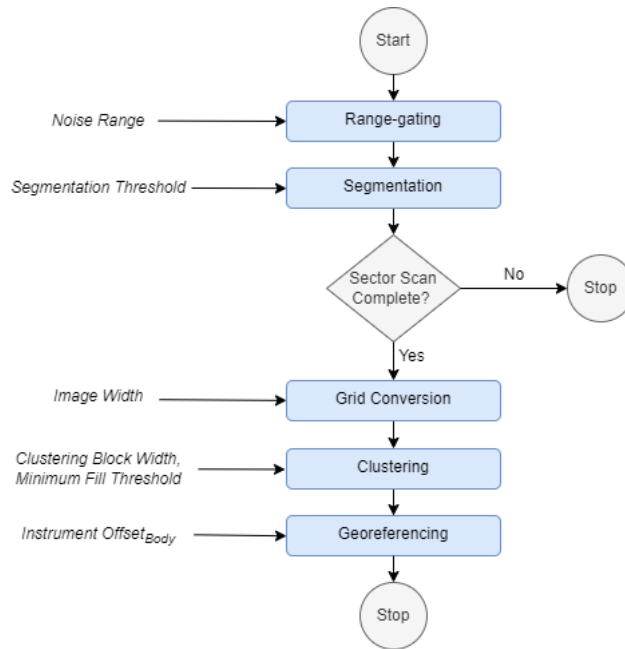 Start
Noise Range
Range-gating
Segmentation Threshold
Segmentation
Sector Scan
Complete?
No
Stop
Yes
Image Width
Grid Conversion
Clustering Block Width,
Minimum Fill Threshold
Clustering
Instrument OffsetBody
Georeferencing
Stop